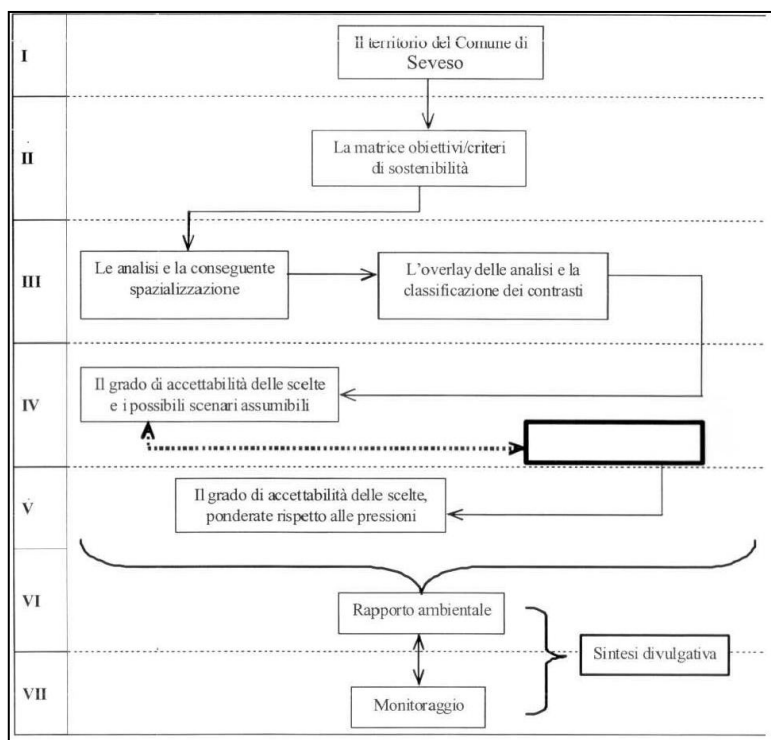 I
Il territorio del Comune di
Seveso
II
La matrice obiettivi/criteri
di sostenibilità
III
Le analisi e la conseguente
spazializzazione
L'overlay delle analisi e la
classificazione dei contrasti
IV
Il grado di accettabilità delle scelte
e i possibili scenari assumibili
V
Il grado di accettabilità delle scelte,
ponderate rispetto alle pressioni
VI
Rapporto ambientale
Sintesi divulgativa
VII
Monitoraggio